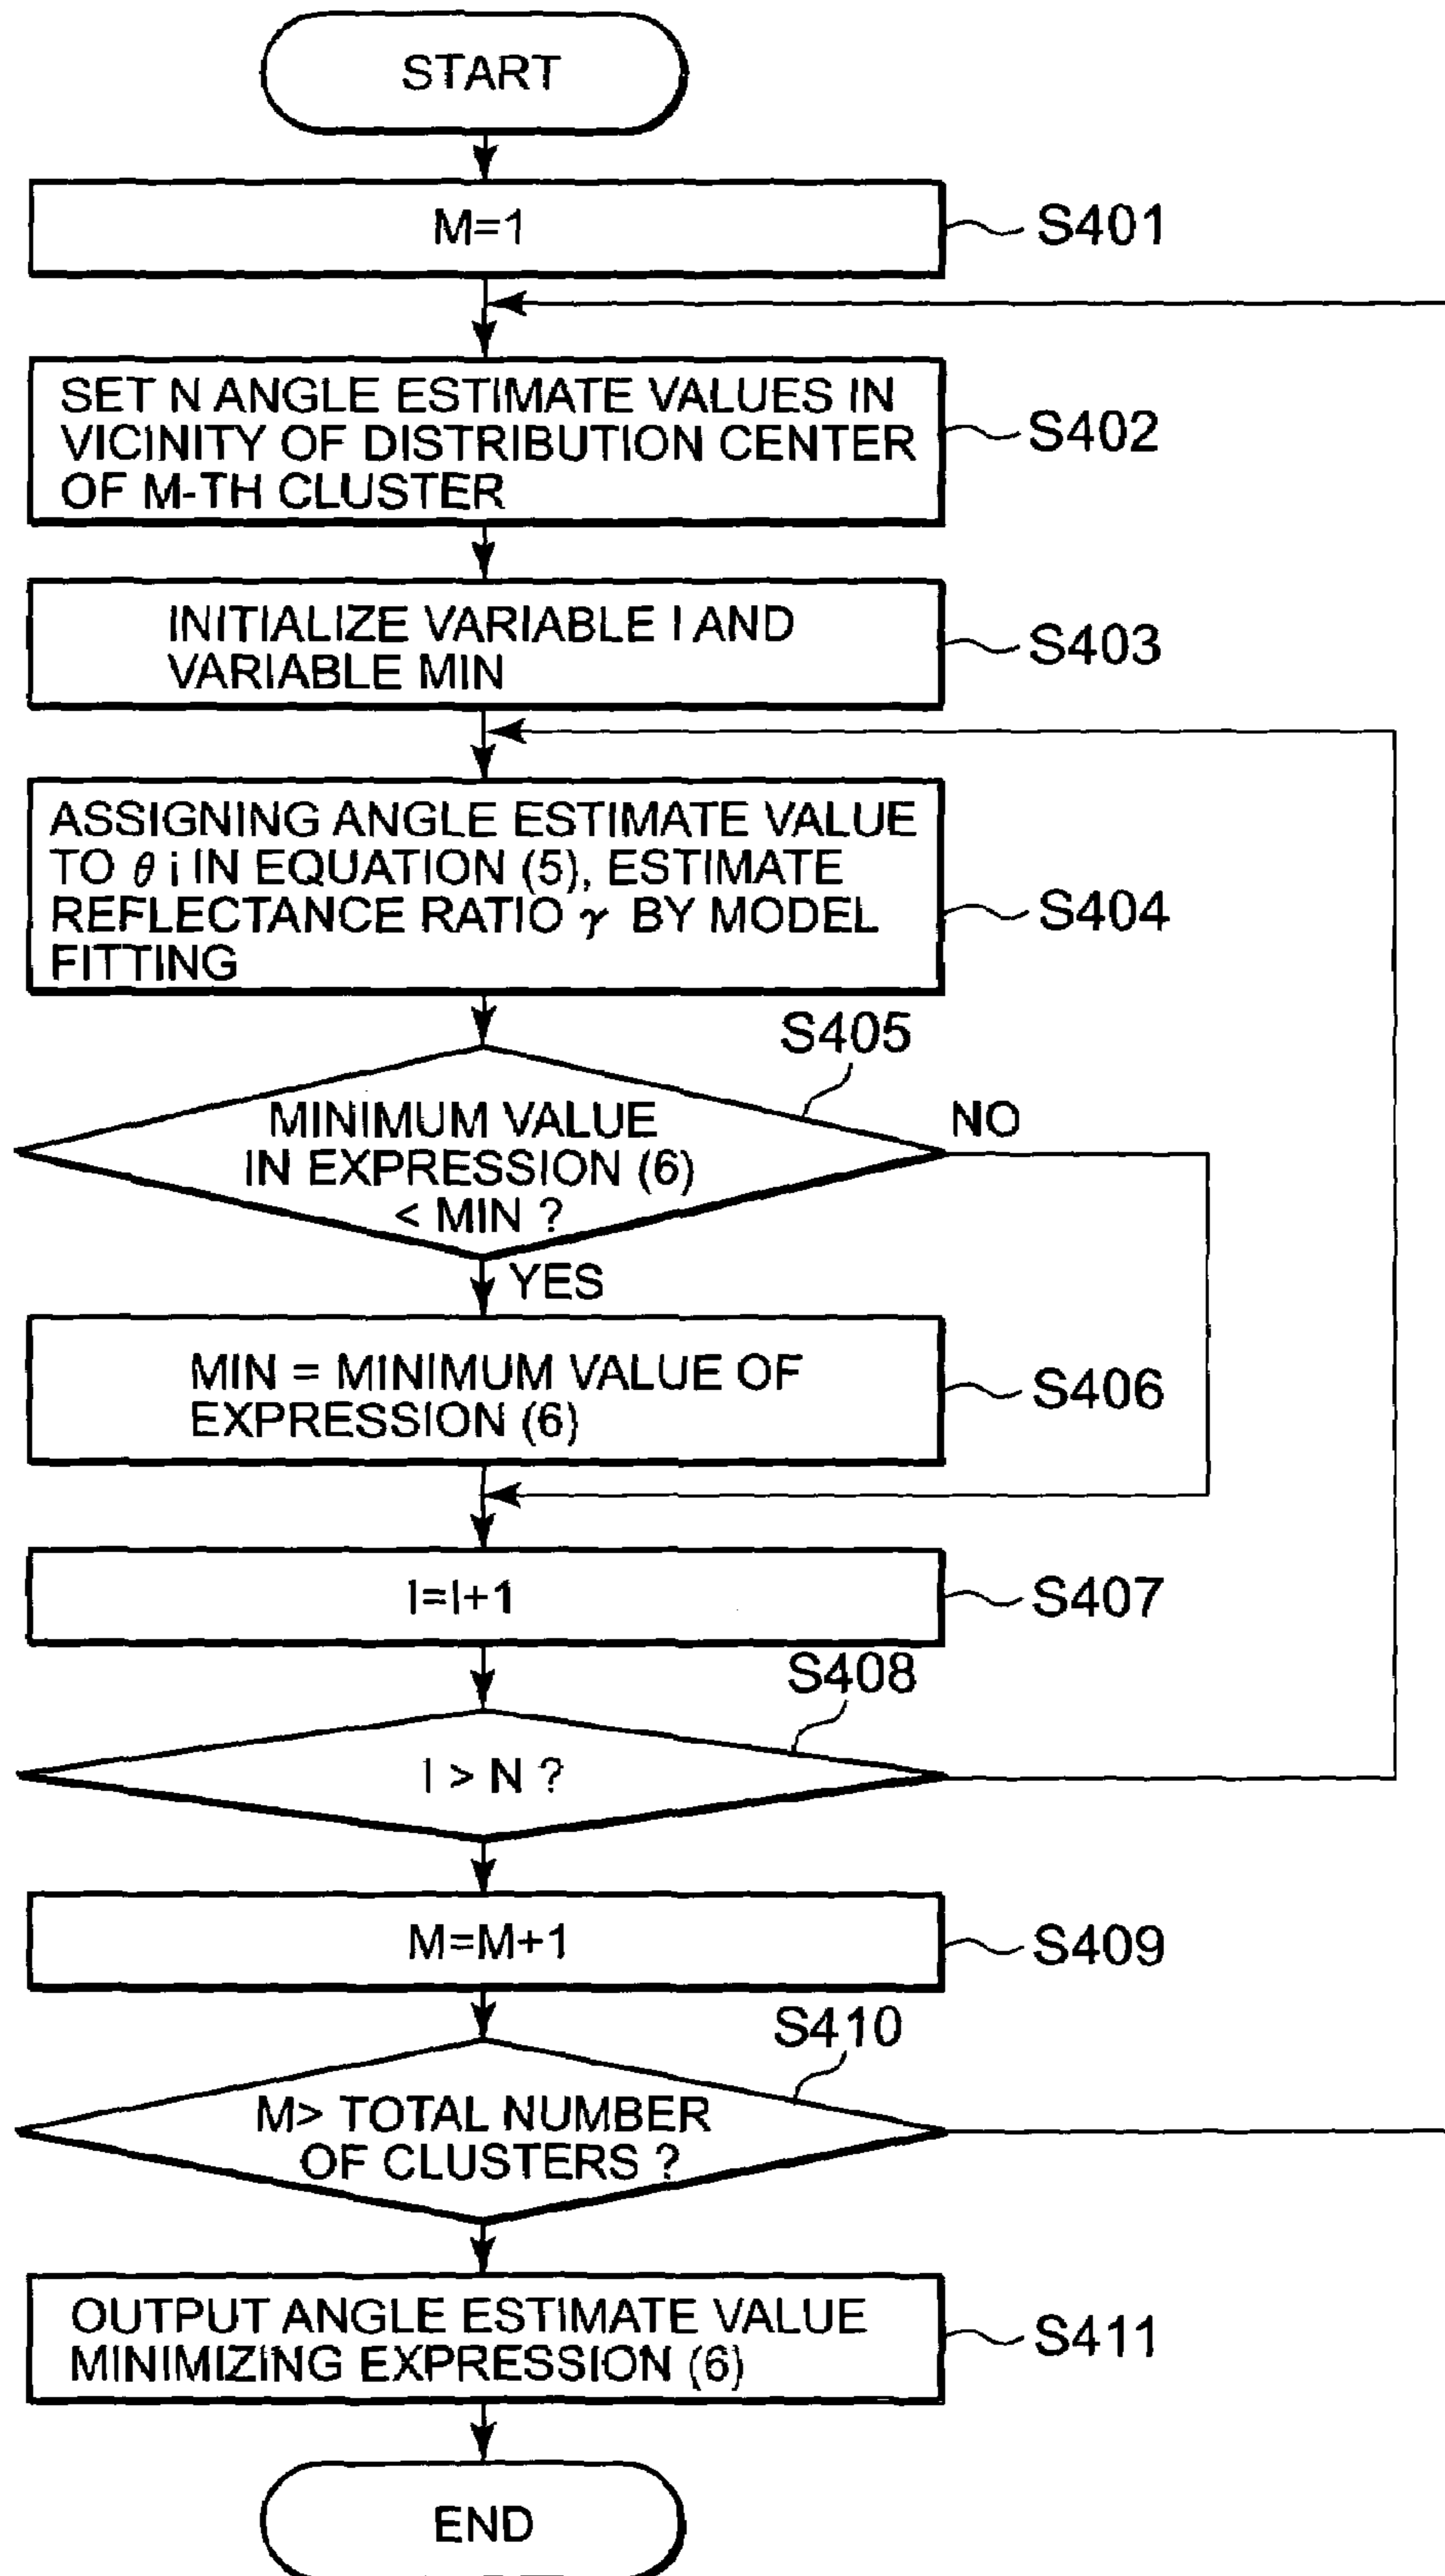 START
M=1
S401
SET N ANGLE ESTIMATE VALUES IN
VICINITY OF DISTRIBUTION CENTER
OF M-TH CLUSTER
S402
INITIALIZE VARIABLE I AND
VARIABLE MIN
S403
ASSIGNING ANGLE ESTIMATE VALUE
TO θ i IN EQUATION (5), ESTIMATE
REFLECTANCE RATIO γ BY MODEL
FITTING
S404
S405
MINIMUM VALUE
IN EXPRESSION (6)
< MIN ?
NO
YES
MIN = MINIMUM VALUE OF
EXPRESSION (6)
S406
I=I+1
S407
S408
I > N ?
M=M+1
S409
S410
M> TOTAL NUMBER
OF CLUSTERS ?
OUTPUT ANGLE ESTIMATE VALUE
MINIMIZING EXPRESSION (6)
S411
END